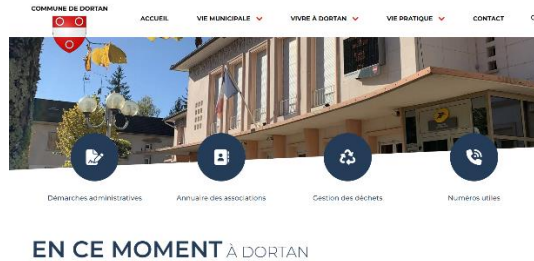 COMMUNE DE DORTAN
ACCUEIL VIE MUNICIPALE VIVRE À DORTAN VIE PRATIQUE CONTACT
Démarches administratives Annuaire des associations Gestion des déchets Numéros utiles
EN CE MOMENT À DORTAN